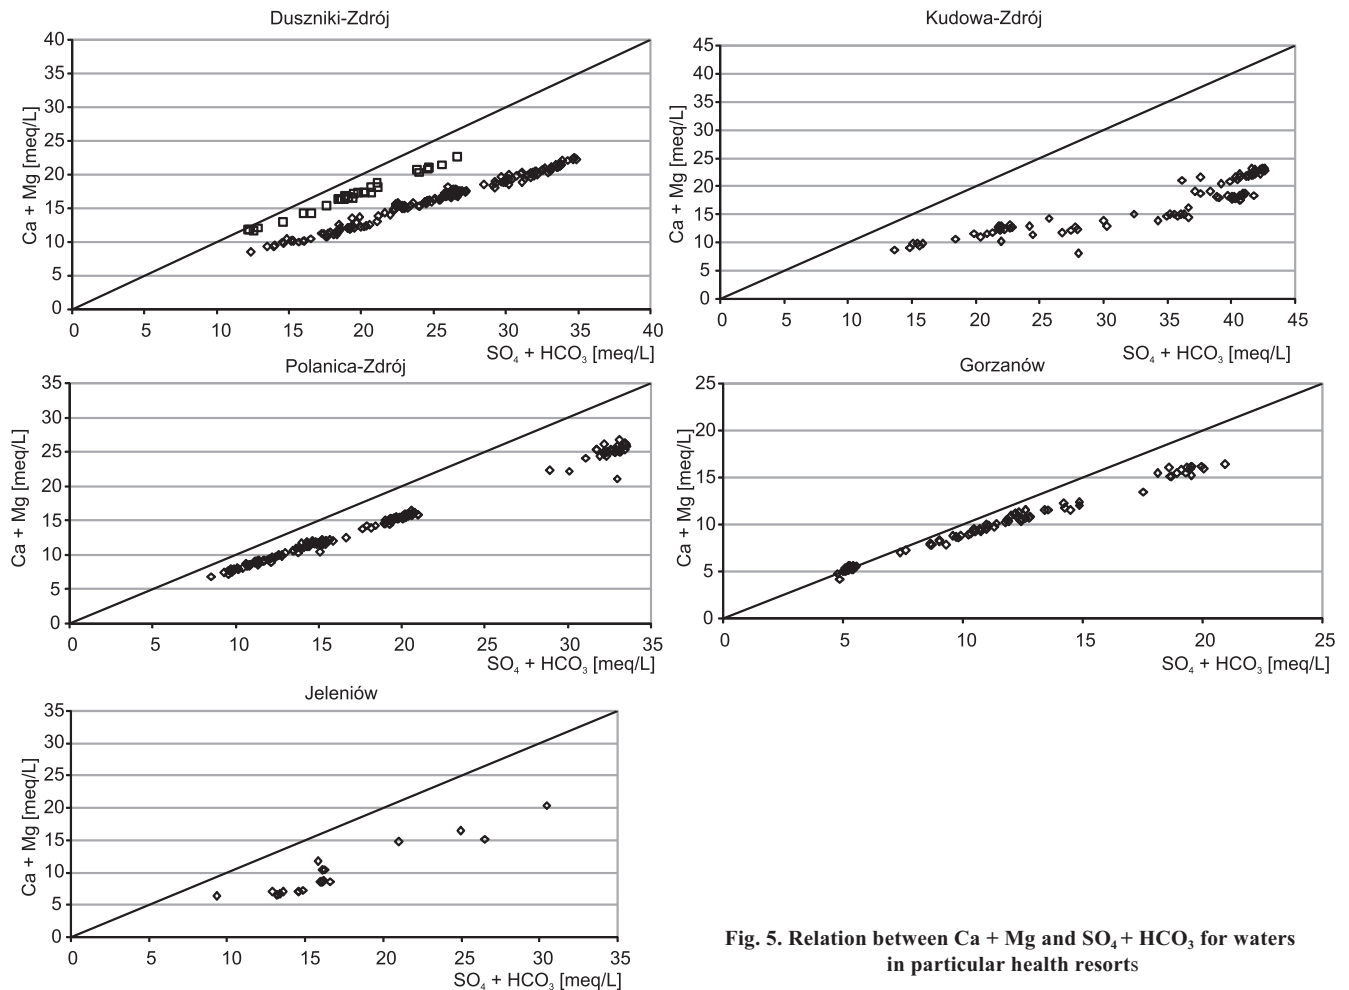 Duszniki-Zdrój
40
35
30
25
20
15
10
5
0
Ca + Mg [meq/L]
0 5 10 15 20 25 30 35 40
SO₄ + HCO₃ [meq/L]
Kudowa-Zdrój
45
40
35
30
25
20
15
10
5
0
Ca + Mg [meq/L]
0 5 10 15 20 25 30 35 40 45
SO₄ + HCO₃ [meq/L]
Polanica-Zdrój
35
30
25
20
15
10
5
0
Ca + Mg [meq/L]
0 5 10 15 20 25 30 35
SO₄ + HCO₃ [meq/L]
Gorzanów
25
20
15
10
5
0
Ca + Mg [meq/L]
0 5 10 15 20 25
SO₄ + HCO₃ [meq/L]
Jeleniów
35
30
25
20
15
10
5
0
Ca + Mg [meq/L]
0 5 10 15 20 25 30 35
SO₄ + HCO₃ [meq/L]
Fig. 5. Relation between Ca + Mg and SO₄ + HCO₃ for waters
in particular health resorts